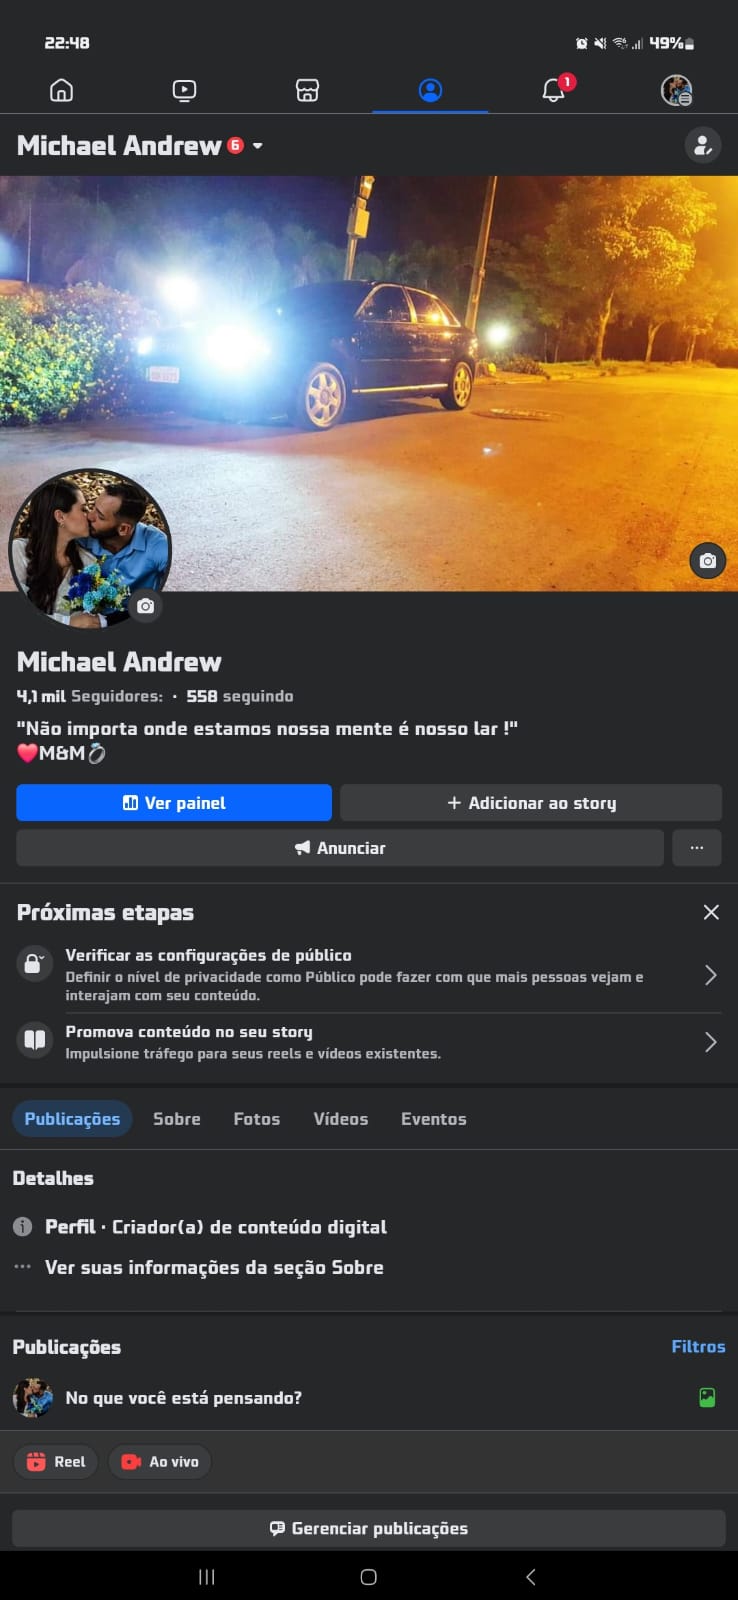 22:48
49%
1
Michael Andrew 6
Michael Andrew
4,1 mil Seguidores: · 558 seguindo
"Não importa onde estamos nossa mente é nosso lar !"
❤️M&M💍
Ver painel
+ Adicionar ao story
Anunciar
...
Próximas etapas
Verificar as configurações de público
Definir o nível de privacidade como Público pode fazer com que mais pessoas vejam e
interajam com seu conteúdo.
Promova conteúdo no seu story
Impulsione tráfego para seus reels e vídeos existentes.
Publicações Sobre Fotos Vídeos Eventos
Detalhes
Perfil · Criador(a) de conteúdo digital
... Ver suas informações da seção Sobre
Publicações Filtros
No que você está pensando?
Reel Ao vivo
Gerenciar publicações